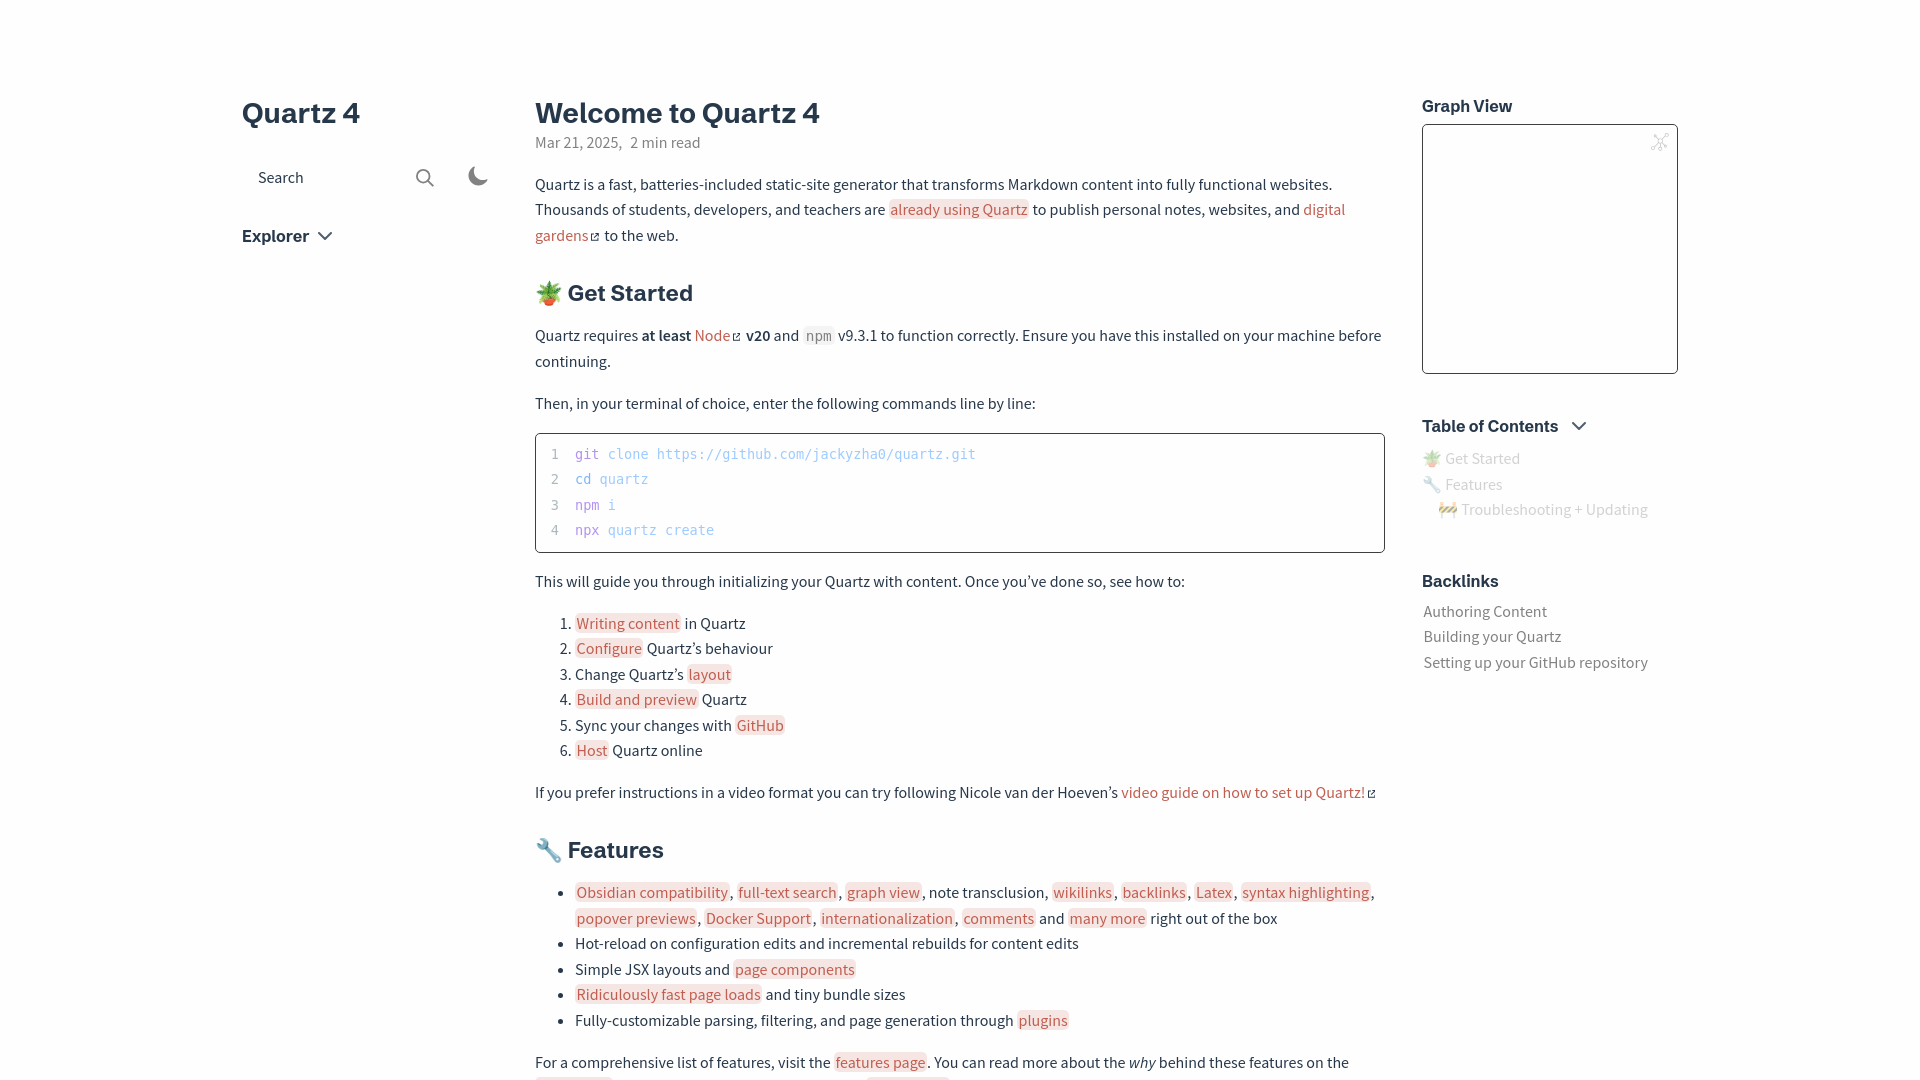 Quartz 4
Search
Explorer
Welcome to Quartz 4
Mar 21, 2025, 2 min read
Quartz is a fast, batteries-included static-site generator that transforms Markdown content into fully functional websites.
Thousands of students, developers, and teachers are already using Quartz to publish personal notes, websites, and digital
gardens to the web.
🪴 Get Started
Quartz requires at least Node v20 and npm v9.3.1 to function correctly. Ensure you have this installed on your machine before
continuing.
Then, in your terminal of choice, enter the following commands line by line:
1 git clone https://github.com/jackyzha0/quartz.git
2 cd quartz
3 npm i
4 npx quartz create
This will guide you through initializing your Quartz with content. Once you’ve done so, see how to:
1. Writing content in Quartz
2. Configure Quartz’s behaviour
3. Change Quartz’s layout
4. Build and preview Quartz
5. Sync your changes with GitHub
6. Host Quartz online
If you prefer instructions in a video format you can try following Nicole van der Hoeven’s video guide on how to set up Quartz!
🔧 Features
• Obsidian compatibility, full-text search, graph view, note transclusion, wikilinks, backlinks, Latex, syntax highlighting,
popover previews, Docker Support, internationalization, comments and many more right out of the box
• Hot-reload on configuration edits and incremental rebuilds for content edits
• Simple JSX layouts and page components
• Ridiculously fast page loads and tiny bundle sizes
• Fully-customizable parsing, filtering, and page generation through plugins
For a comprehensive list of features, visit the features page. You can read more about the why behind these features on the
Graph View
Table of Contents
🪴 Get Started
🔧 Features
🚧 Troubleshooting + Updating
Backlinks
Authoring Content
Building your Quartz
Setting up your GitHub repository